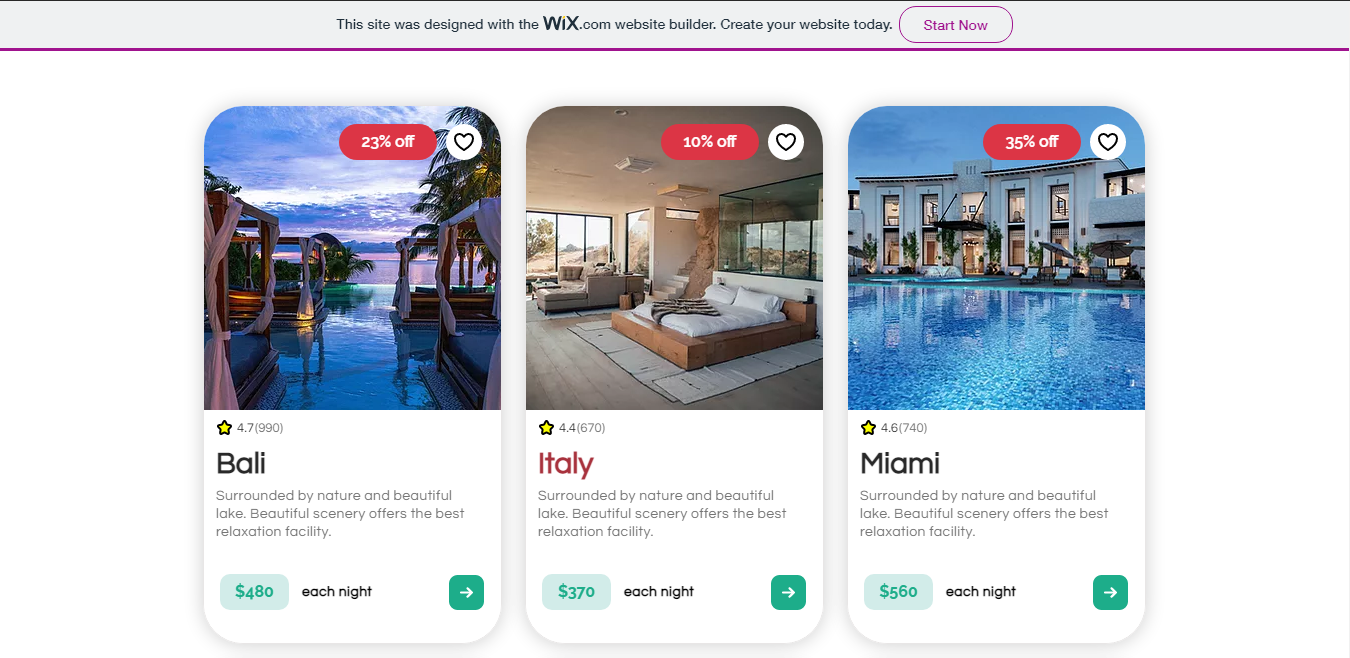 This site was designed with the WiX.com website builder. Create your website today. Start Now
23% off
10% off
35% off
4.7(990)
Bali
Surrounded by nature and beautiful
lake. Beautiful scenery offers the best
relaxation facility.
$480 each night
4.4(670)
Italy
Surrounded by nature and beautiful
lake. Beautiful scenery offers the best
relaxation facility.
$370 each night
4.6(740)
Miami
Surrounded by nature and beautiful
lake. Beautiful scenery offers the best
relaxation facility.
$560 each night